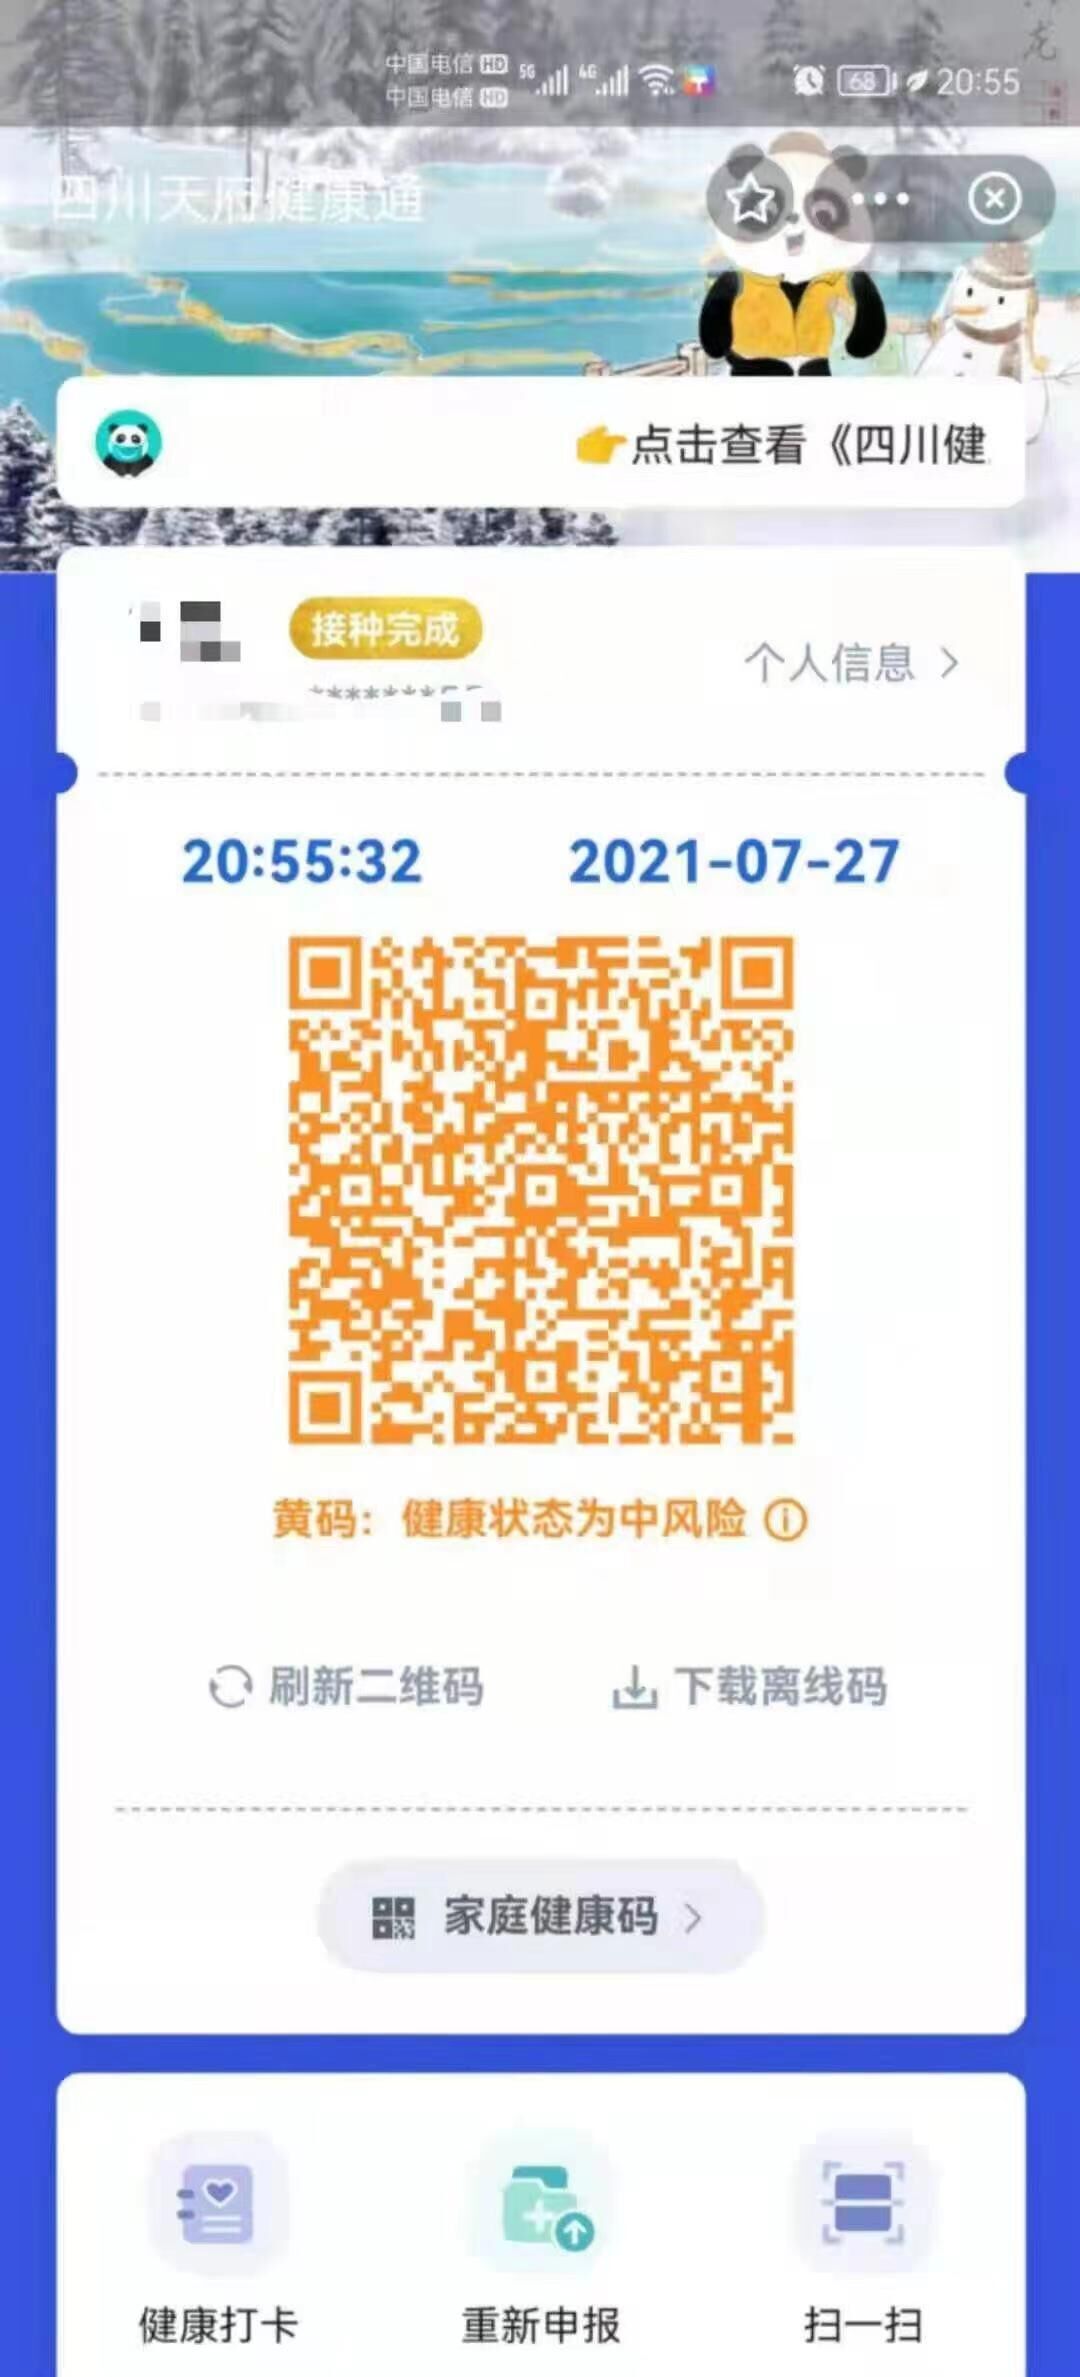 中国电信 HD
中国电信 HD
5G 4G 68 20:55
四川天府健康通
点击查看《四川健
接种完成
个人信息
20:55:32 2021-07-27
黄码：健康状态为中风险
刷新二维码 下载离线码
家庭健康码
健康打卡 重新申报 扫一扫